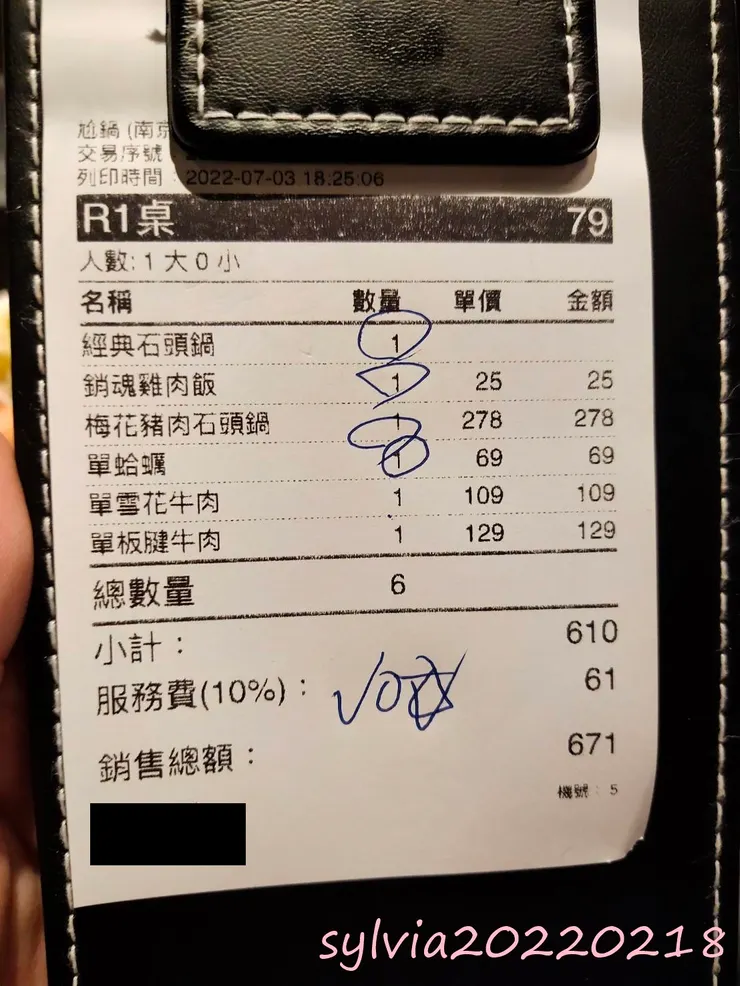 尬鍋 (南京
交易序號
列印時間：2022-07-03 18:25:06
R1桌 79
人數: 1 大 0 小
名稱 數量 單價 金額
經典石頭鍋 1
銷魂雞肉飯 1 25 25
梅花豬肉石頭鍋 1 278 278
單蛤蠣 1 69 69
單雪花牛肉 1 109 109
單板腱牛肉 1 129 129
總數量 6
小計： 610
服務費(10%)： 61
銷售總額： 671
機號： 5
sylvia20220218